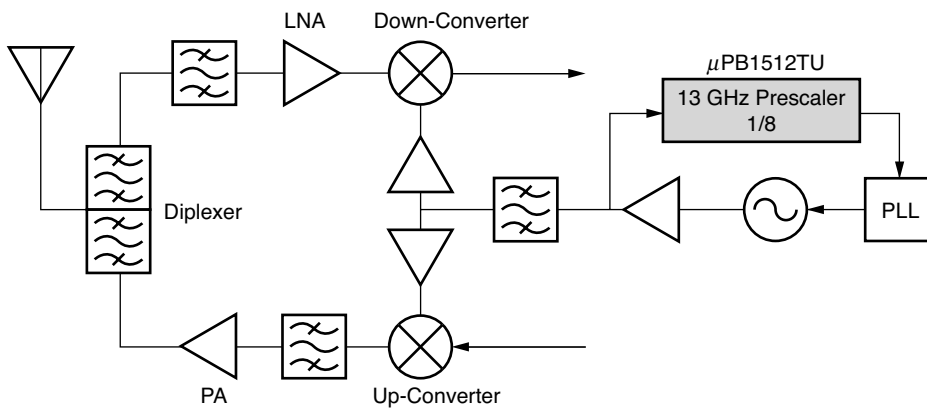 LNA
Down-Converter
μPB1512TU
13 GHz Prescaler
1/8
Diplexer
PLL
PA
Up-Converter